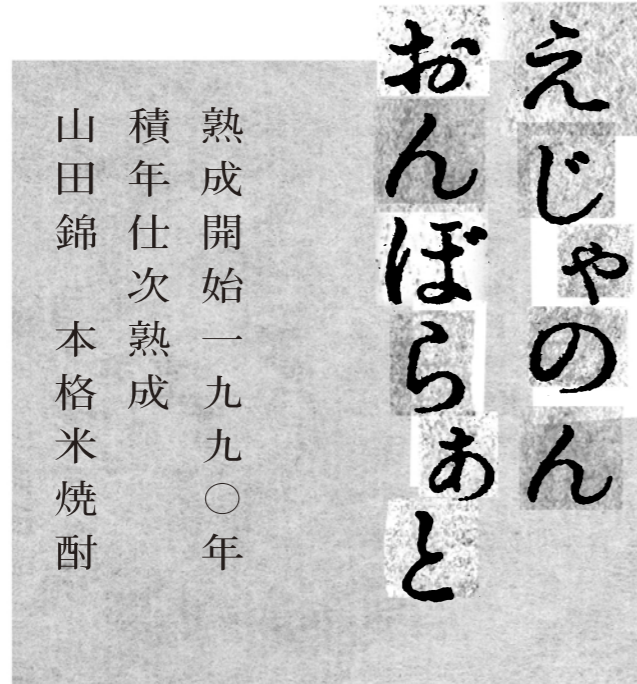 えじゃのん
おんぼらぁと
熟成開始一九九〇年
積年仕次熟成
山田錦 本格米焼酎